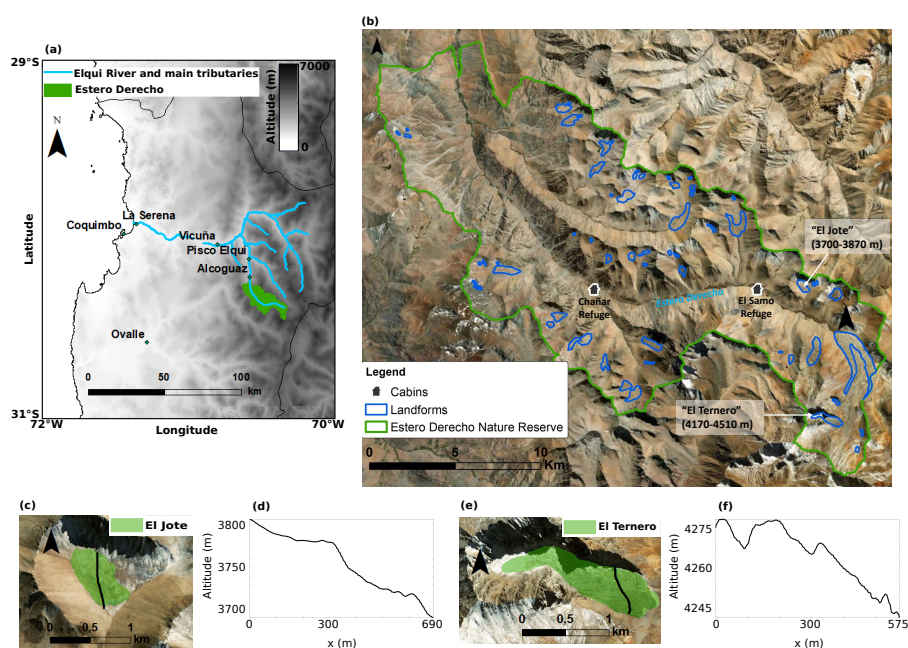 (a)
29°S
Elqui River and main tributaries
Estero Derecho
7000
Altitude (m)
0
N
La Serena
Coquimbo
Vicuña
Pisco Elqui
Alcoguaz
Ovalle
Latitude
0 50 100
km
31°S
72°W
70°W
Longitude
(b)
"El Jote"
(3700-3870 m)
Estero Derecho
Chañar
Refuge
El Samo
Refuge
Legend
Cabins
Landforms
Estero Derecho Nature Reserve
"El Ternero"
(4170-4510 m)
0 5 10
Km
(c)
El Jote
0 0.5 1
km
(d)
Altitude (m)
3800
3750
3700
0 300 690
x (m)
(e)
El Ternero
0 0.5 1
km
(f)
Altitude (m)
4275
4260
4245
0 300 575
x (m)